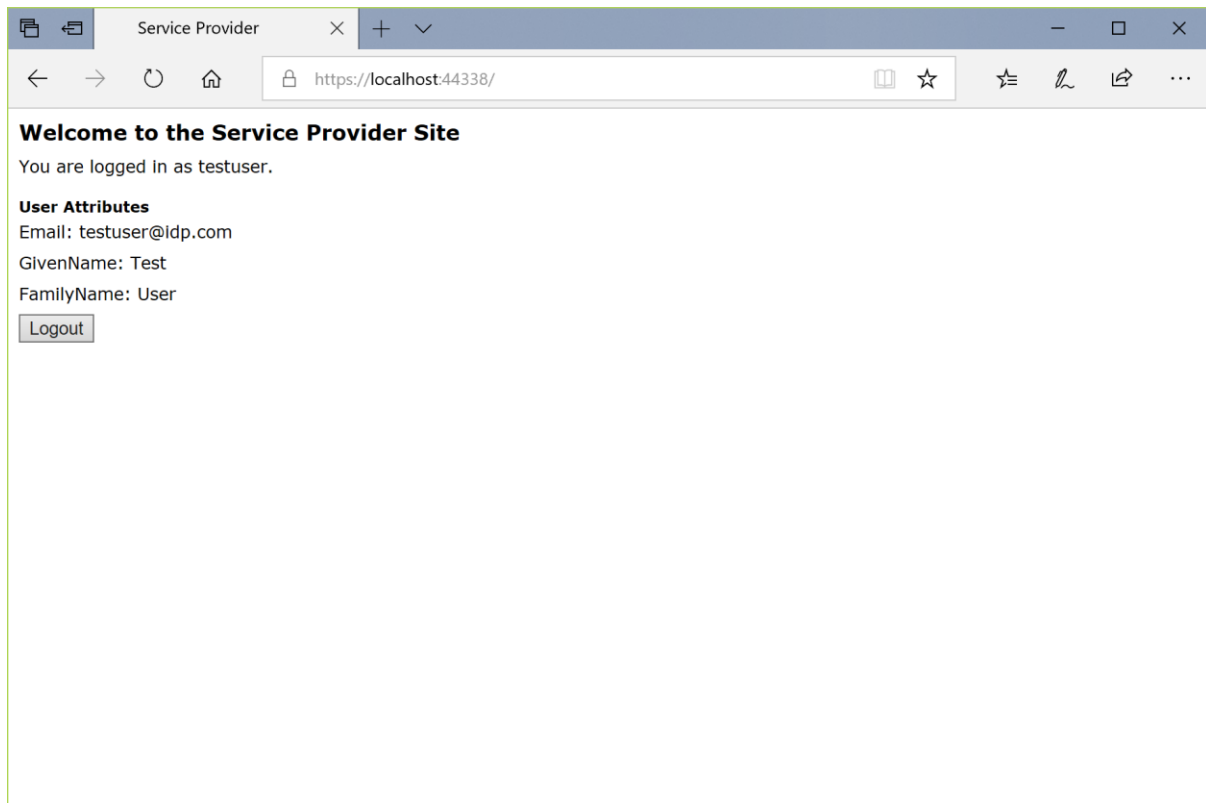 Service Provider
https://localhost:44338/
Welcome to the Service Provider Site
You are logged in as testuser.
User Attributes
Email: testuser@idp.com
GivenName: Test
FamilyName: User
Logout